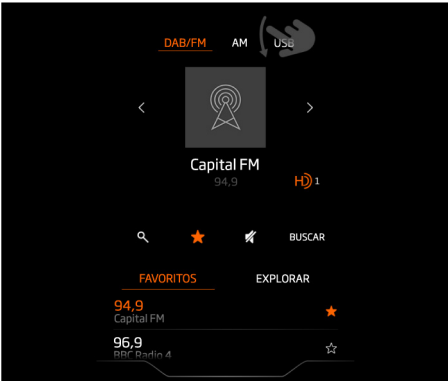 DAB/FM AM USB
Capital FM
94,9
HD 1
BUSCAR
FAVORITOS EXPLORAR
94,9
Capital FM
96,9
BBC Radio 4